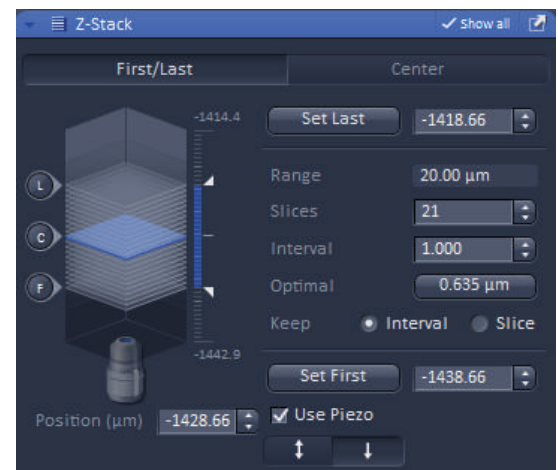 Z-Stack Show all
First/Last Center
-1414.4 Set Last -1418.66
L Range 20.00 µm
Slices 21
C Interval 1.000
F Optimal 0.635 µm
Keep Interval Slice
-1442.9 Set First -1438.66
Position (µm) -1428.66 Use Piezo